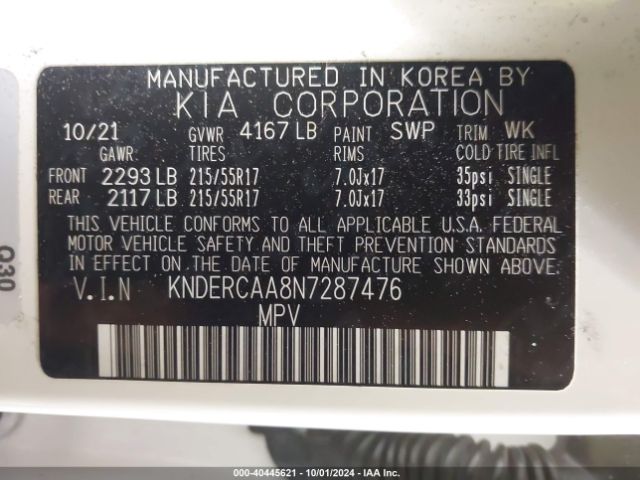 MANUFACTURED IN KOREA BY
KIA CORPORATION
10/21 GVWR 4167 LB PAINT SWP TRIM WK
GAWR TIRES RIMS COLD TIRE INFL
FRONT 2293 LB 215/55R17 7.0Jx17 35psi SINGLE
REAR 2117 LB 215/55R17 7.0Jx17 33psi SINGLE
THIS VEHICLE CONFORMS TO ALL APPLICABLE U.S.A. FEDERAL
MOTOR VEHICLE SAFETY AND THEFT PREVENTION STANDARDS
IN EFFECT ON THE DATE OF MANUFACTURE SHOWN ABOVE.
V.I.N KNDERCAA8N7287476
MPV
Q30
000-40445621 - 10/01/2024 - IAAI.com